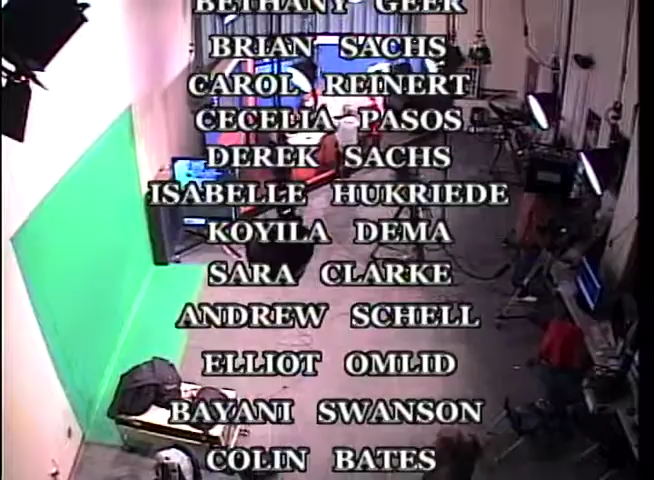 BETHANY GEER
BRIAN SACHS
CAROL REINERT
CECELIA PASOS
DEREK SACHS
ISABELLE HUKRIEDE
KOYILA DEMA
SARA CLARKE
ANDREW SCHELL
ELLIOT OMLID
BAYANI SWANSON
COLIN BATES